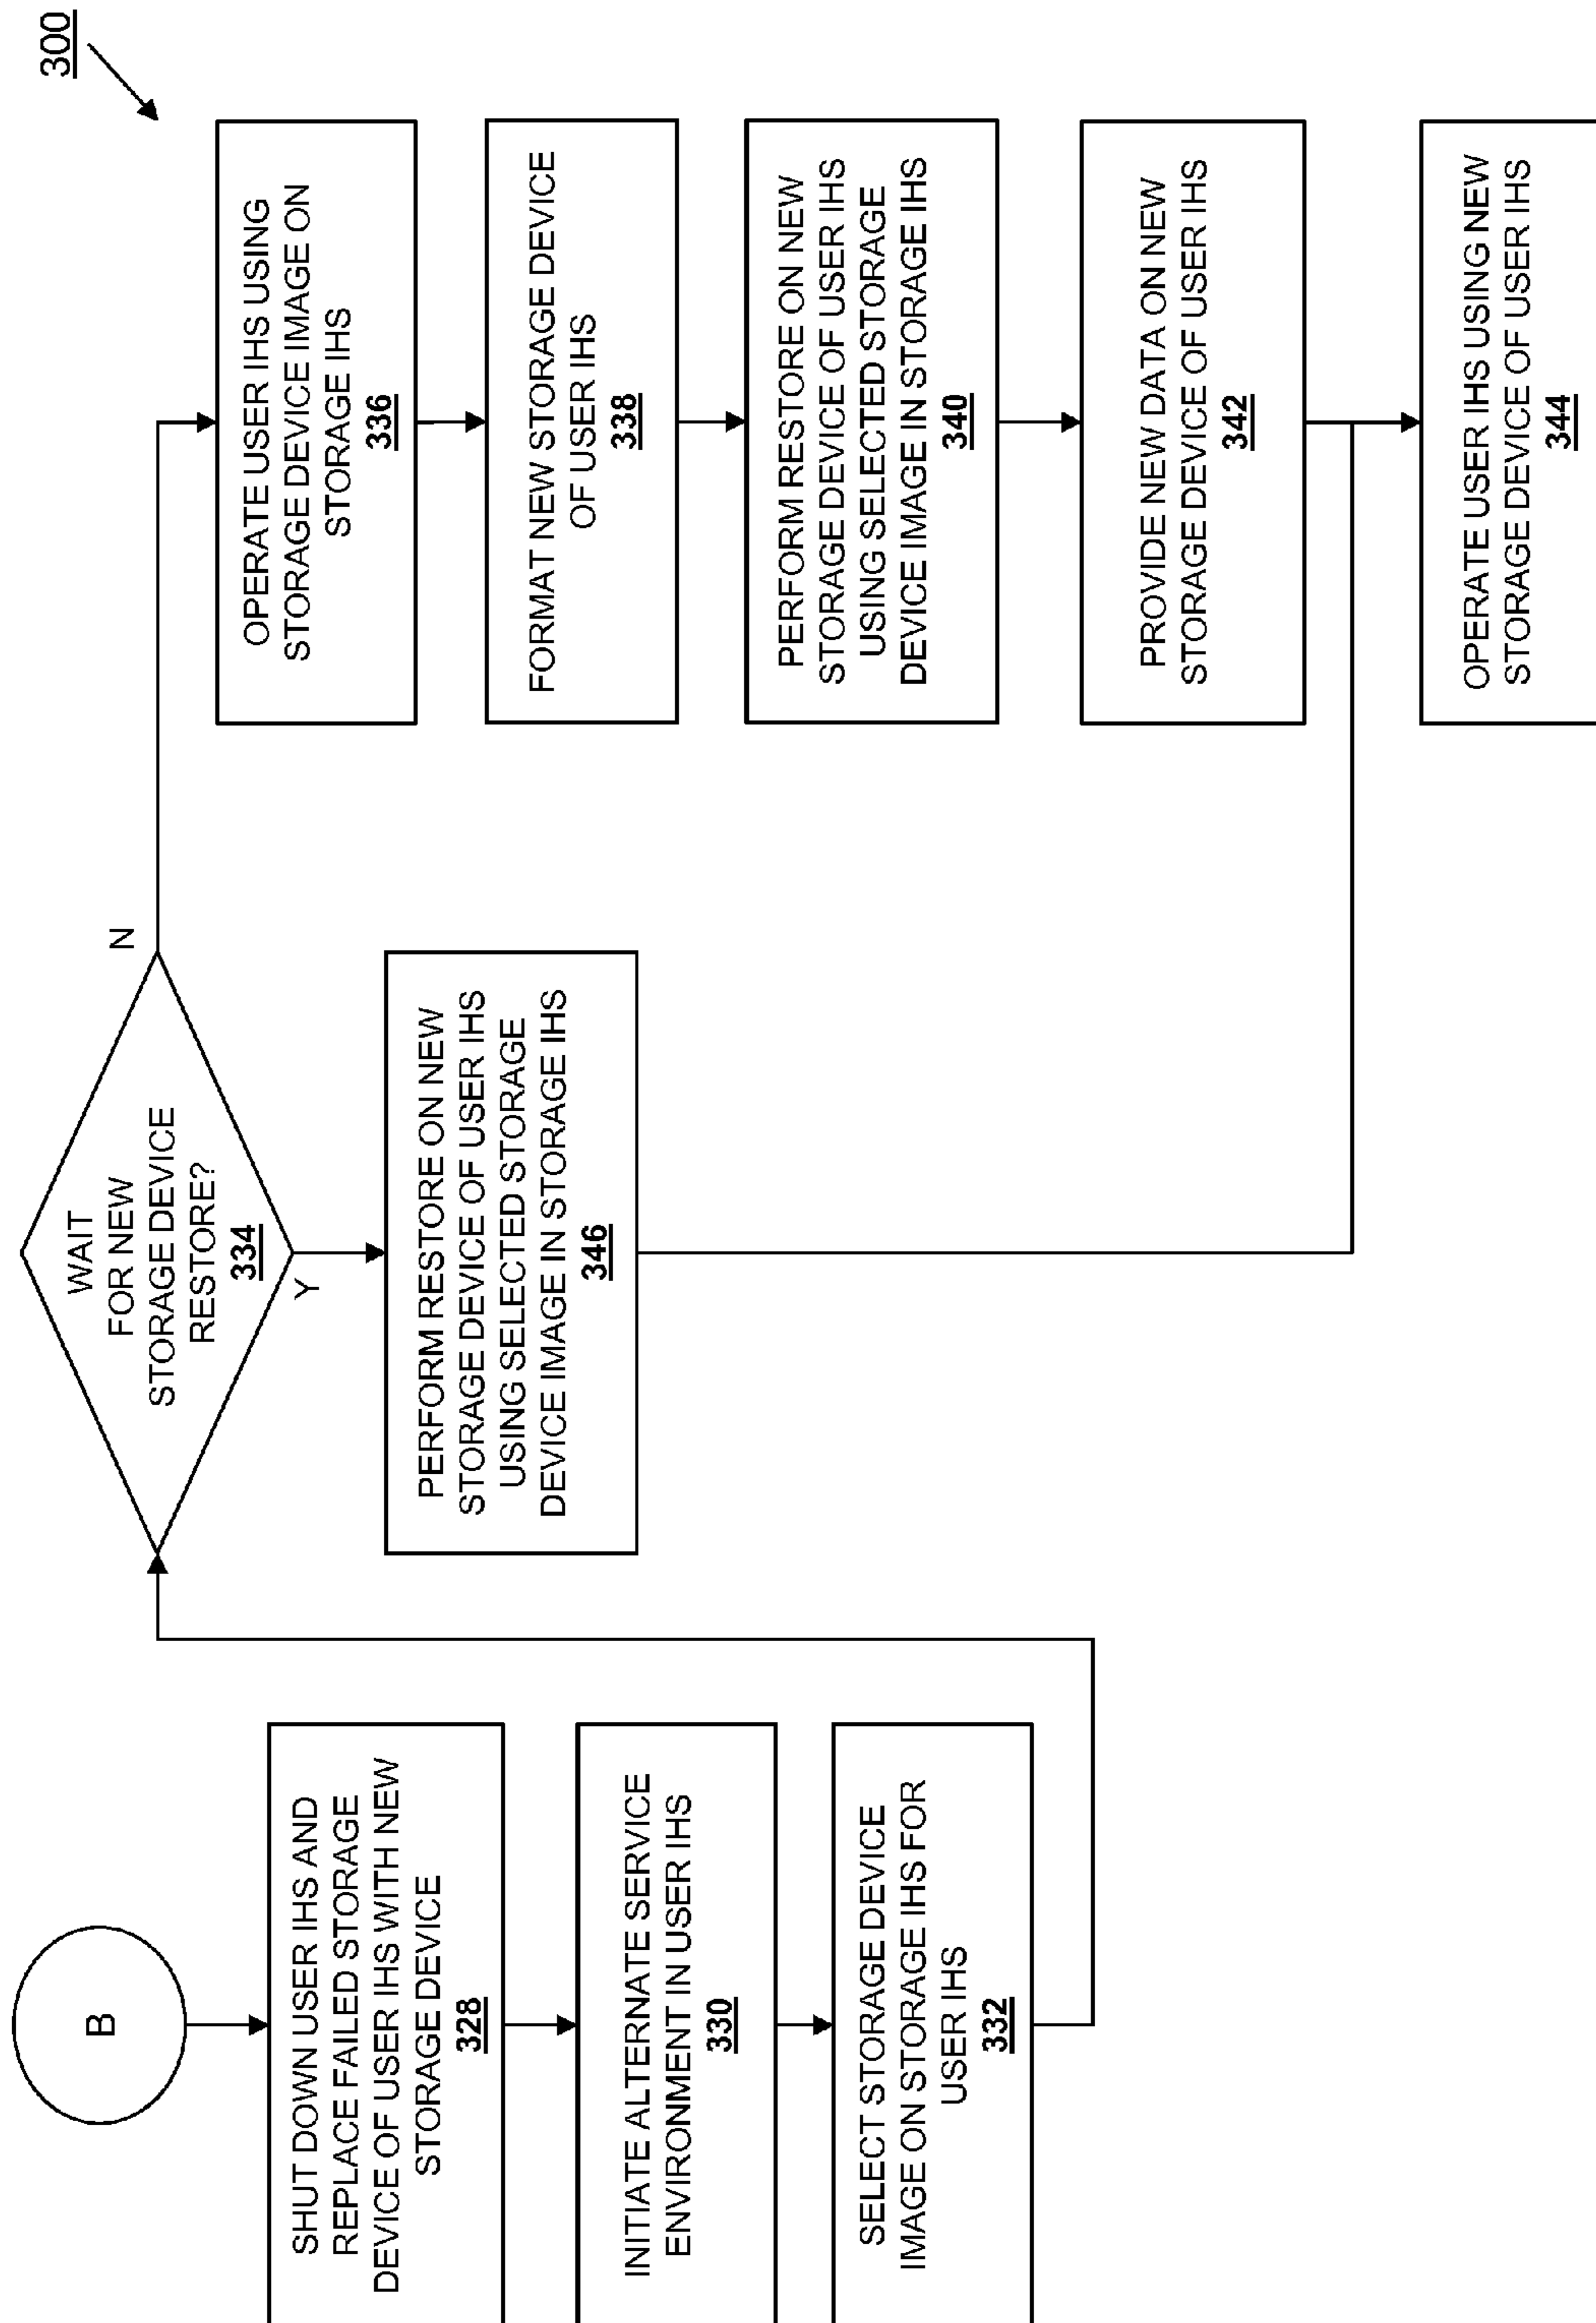 300
B
SHUT DOWN USER IHS AND
REPLACE FAILED STORAGE
DEVICE OF USER IHS WITH NEW
STORAGE DEVICE
328
INITIATE ALTERNATE SERVICE
ENVIRONMENT IN USER IHS
330
SELECT STORAGE DEVICE
IMAGE ON STORAGE IHS FOR
USER IHS
332
WAIT
FOR NEW
STORAGE DEVICE
RESTORE?
334
Y
N
PERFORM RESTORE ON NEW
STORAGE DEVICE OF USER IHS
USING SELECTED STORAGE
DEVICE IMAGE IN STORAGE IHS
346
OPERATE USER IHS USING
STORAGE DEVICE IMAGE ON
STORAGE IHS
336
FORMAT NEW STORAGE DEVICE
OF USER IHS
338
PERFORM RESTORE ON NEW
STORAGE DEVICE OF USER IHS
USING SELECTED STORAGE
DEVICE IMAGE IN STORAGE IHS
340
PROVIDE NEW DATA ON NEW
STORAGE DEVICE OF USER IHS
342
OPERATE USER IHS USING NEW
STORAGE DEVICE OF USER IHS
344